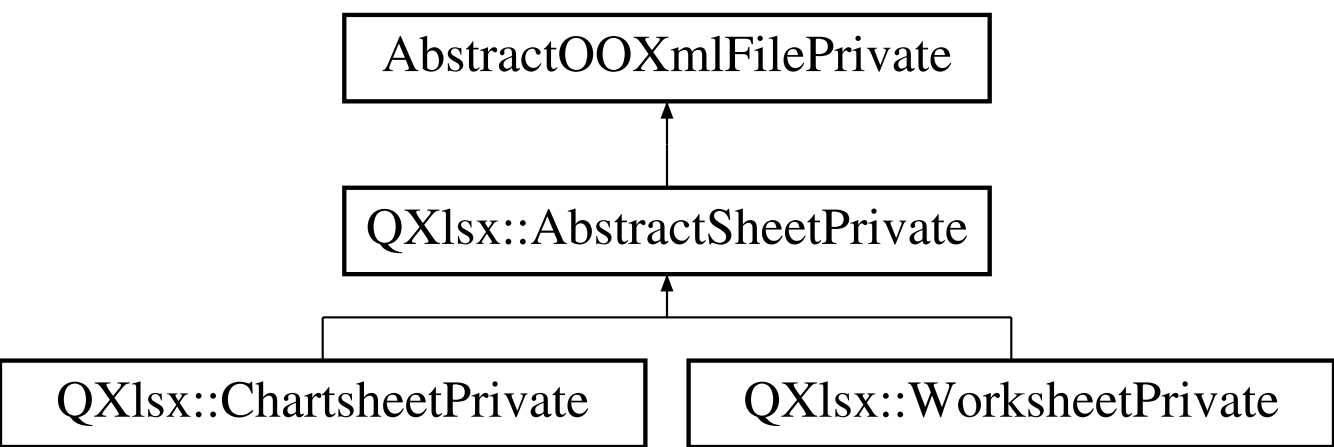 AbstractOOXmlFilePrivate
QXlsx::AbstractSheetPrivate
QXlsx::ChartsheetPrivate
QXlsx::WorksheetPrivate